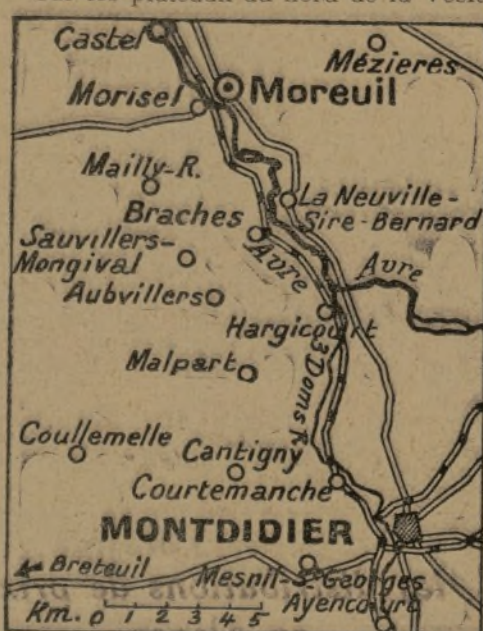 Castel
Mézieres
Moreuil
Morisel
Mailly-R.
La Neuville-
Sire-Bernard
Braches
Sauvillers-
Mongival
Avre
Avre
Aubvillers
Hargicourt
3 Doms R.
Malpart
Coullemelle
Cantigny
Courtemanche
MONTDIDIER
Breteuil
Mesnil-St Georges
Ayencourt
Km. 0 1 2 3 4 5